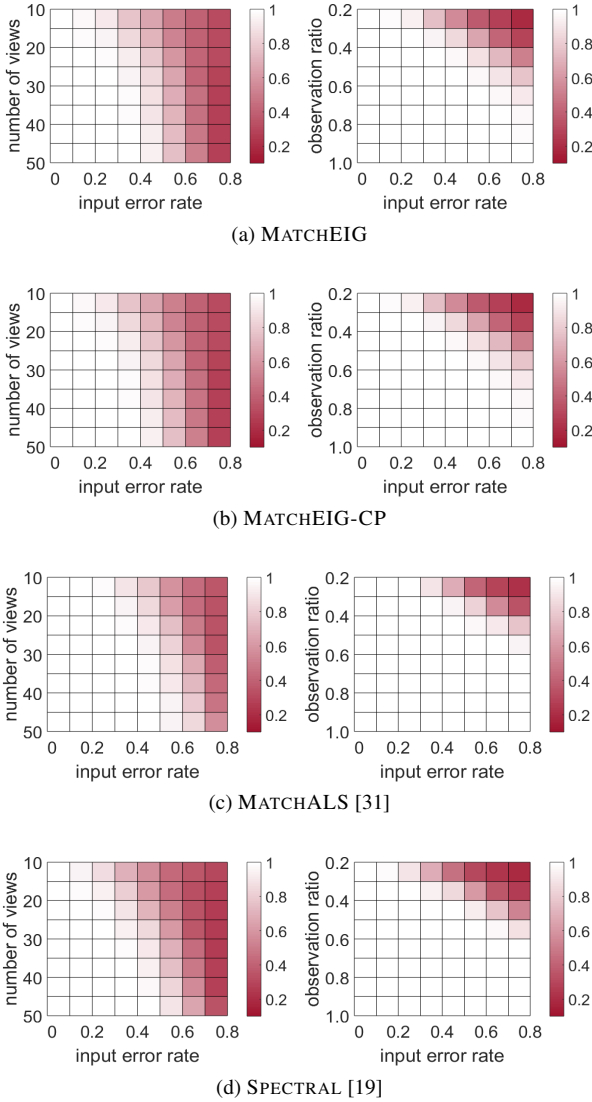 number of views
10
20
30
40
50
0 0.2 0.4 0.6 0.8
input error rate
1
0.8
0.6
0.4
0.2
observation ratio
0.2
0.4
0.6
0.8
1.0
0 0.2 0.4 0.6 0.8
input error rate
1
0.8
0.6
0.4
0.2
(a) MATCHEIG
number of views
10
20
30
40
50
0 0.2 0.4 0.6 0.8
input error rate
1
0.8
0.6
0.4
0.2
observation ratio
0.2
0.4
0.6
0.8
1.0
0 0.2 0.4 0.6 0.8
input error rate
1
0.8
0.6
0.4
0.2
(b) MATCHEIG-CP
number of views
10
20
30
40
50
0 0.2 0.4 0.6 0.8
input error rate
1
0.8
0.6
0.4
0.2
observation ratio
0.2
0.4
0.6
0.8
1.0
0 0.2 0.4 0.6 0.8
input error rate
1
0.8
0.6
0.4
0.2
(c) MATCHALS [31]
number of views
10
20
30
40
50
0 0.2 0.4 0.6 0.8
input error rate
1
0.8
0.6
0.4
0.2
observation ratio
0.2
0.4
0.6
0.8
1.0
0 0.2 0.4 0.6 0.8
input error rate
1
0.8
0.6
0.4
0.2
(d) SPECTRAL [19]